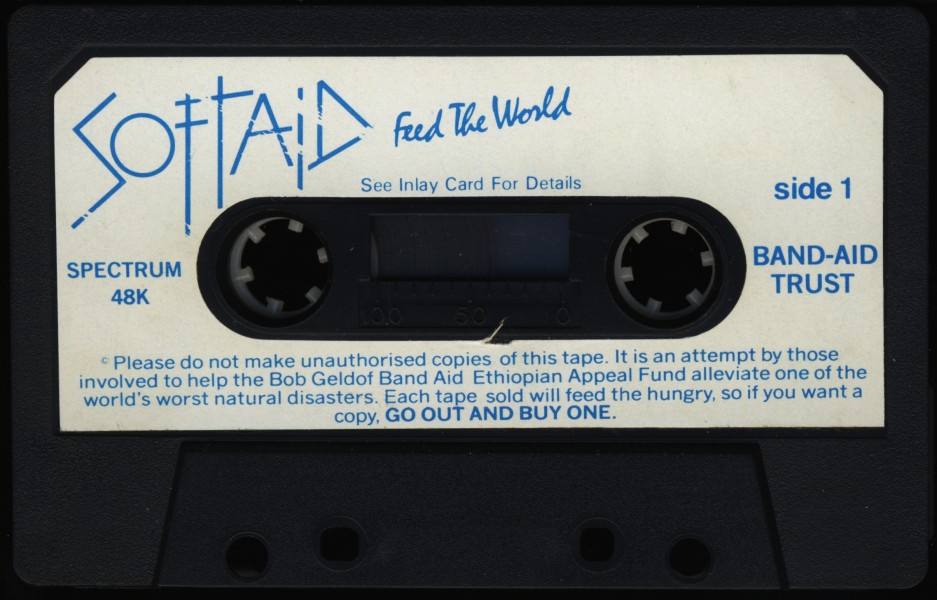 SOFTAID
Feed The World
See Inlay Card For Details
side 1
SPECTRUM
48K
BAND-AID
TRUST
100 50 0
© Please do not make unauthorised copies of this tape. It is an attempt by those
involved to help the Bob Geldof Band Aid Ethiopian Appeal Fund alleviate one of the
world's worst natural disasters. Each tape sold will feed the hungry, so if you want a
copy, GO OUT AND BUY ONE.